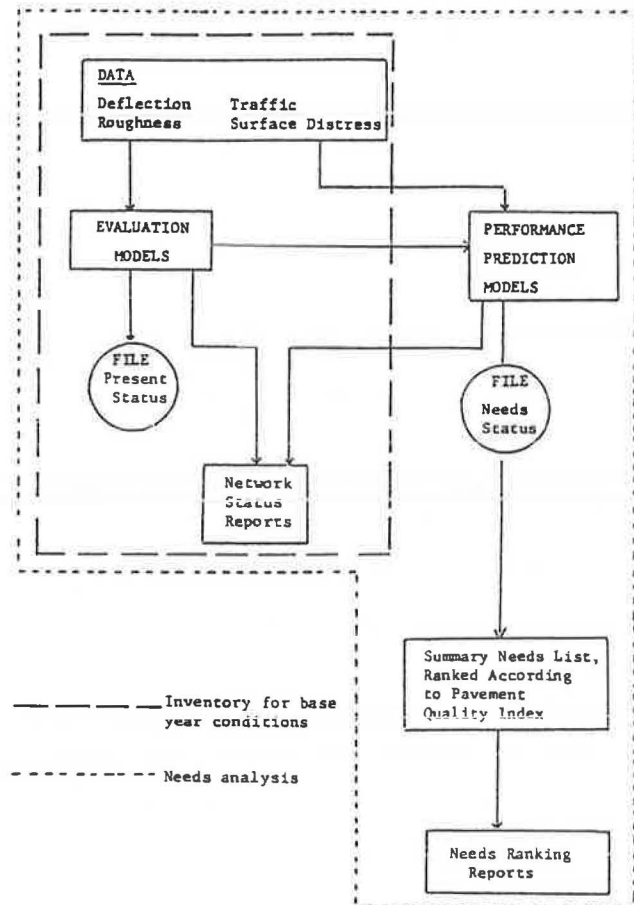 DATA
Deflection Traffic
Roughness Surface Distress
EVALUATION
MODELS
PERFORMANCE
PREDICTION
MODELS
FILE
Present
Status
FILE
Needs
Status
Network
Status
Reports
Summary Needs List,
Ranked According
to Pavement
Quality Index
Inventory for base
year conditions
Needs analysis
Needs Ranking
Reports